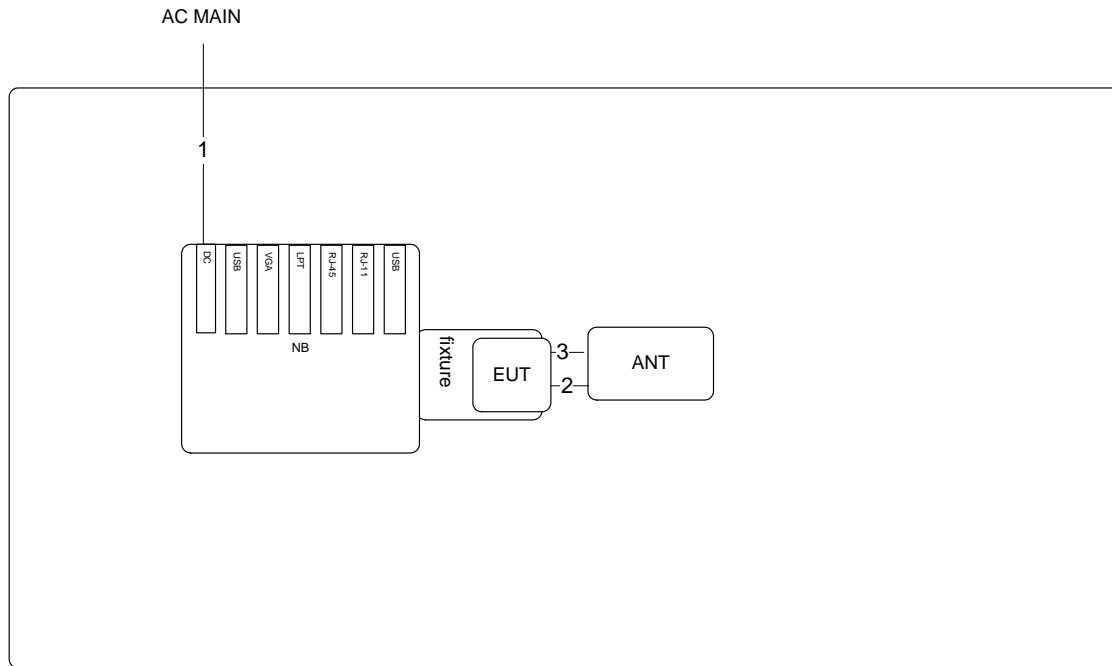 AC MAIN
1
DC
USB
VGA
LPT
RJ-45
RJ-11
USB
NB
fixture
EUT
3
2
ANT